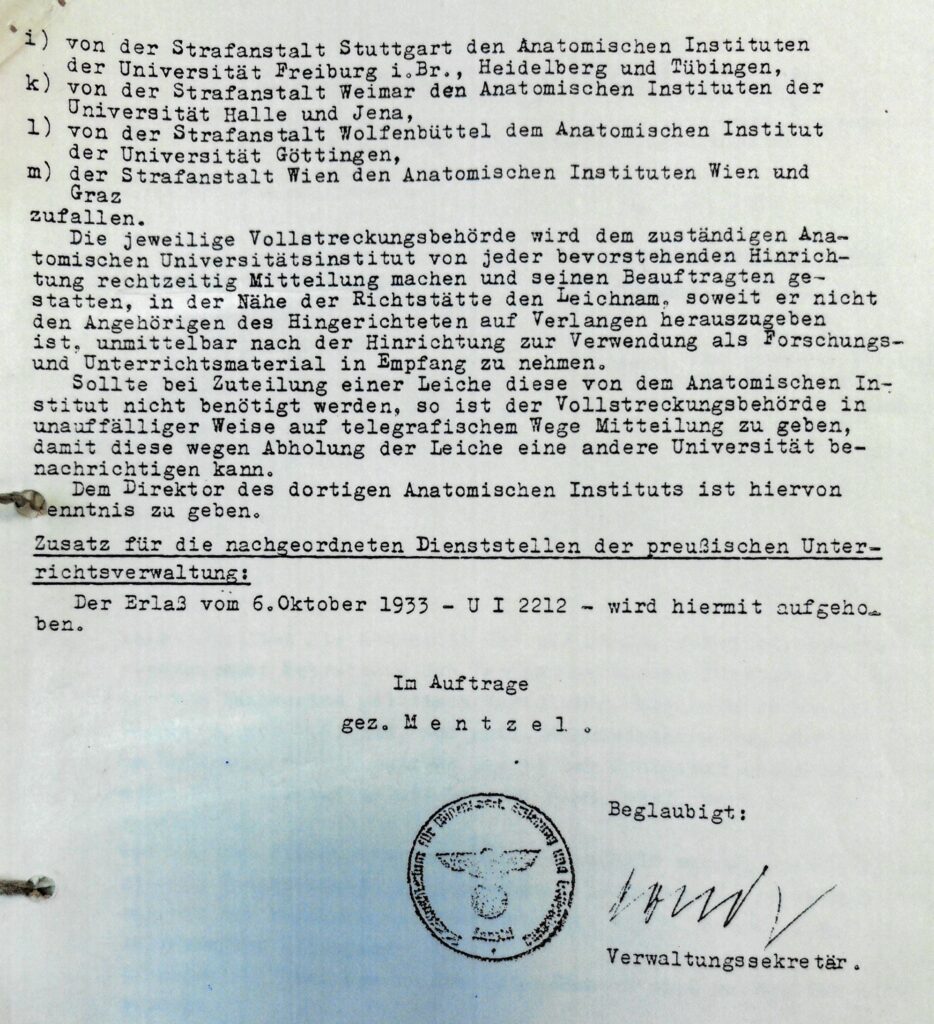 i) von der Strafanstalt Stuttgart den Anatomischen Instituten
der Universität Freiburg i.Br., Heidelberg und Tübingen,
k) von der Strafanstalt Weimar den Anatomischen Instituten der
Universität Halle und Jena,
l) von der Strafanstalt Wolfenbüttel dem Anatomischen Institut
der Universität Göttingen,
m) der Strafanstalt Wien den Anatomischen Instituten Wien und
Graz
zufallen.
Die jeweilige Vollstreckungsbehörde wird dem zuständigen Ana-
tomischen Universitätsinstitut von jeder bevorstehenden Hinrich-
tung rechtzeitig Mitteilung machen und seinen Beauftragten ge-
statten, in der Nähe der Richtstätte den Leichnam, soweit er nicht
den Angehörigen des Hingerichteten auf Verlangen herauszugeben
ist, unmittelbar nach der Hinrichtung zur Verwendung als Forschungs-
und Unterrichtsmaterial in Empfang zu nehmen.
Sollte bei Zuteilung einer Leiche diese von dem Anatomischen In-
stitut nicht benötigt werden, so ist der Vollstreckungsbehörde in
unauffälliger Weise auf telegrafischem Wege Mitteilung zu geben,
damit diese wegen Abholung der Leiche eine andere Universität be-
nachrichtigen kann.
Dem Direktor des dortigen Anatomischen Instituts ist hiervon
enntnis zu geben.
Zusatz für die nachgeordneten Dienststellen der preußischen Unter-
richtsverwaltung:
Der Erlaß vom 6.Oktober 1933 - U I 2212 - wird hiermit aufgeho-
ben.
Im Auftrage
gez. M e n t z e l .
Beglaubigt:
für Wissenschaft, Erziehung und
Verwaltungssekretär.